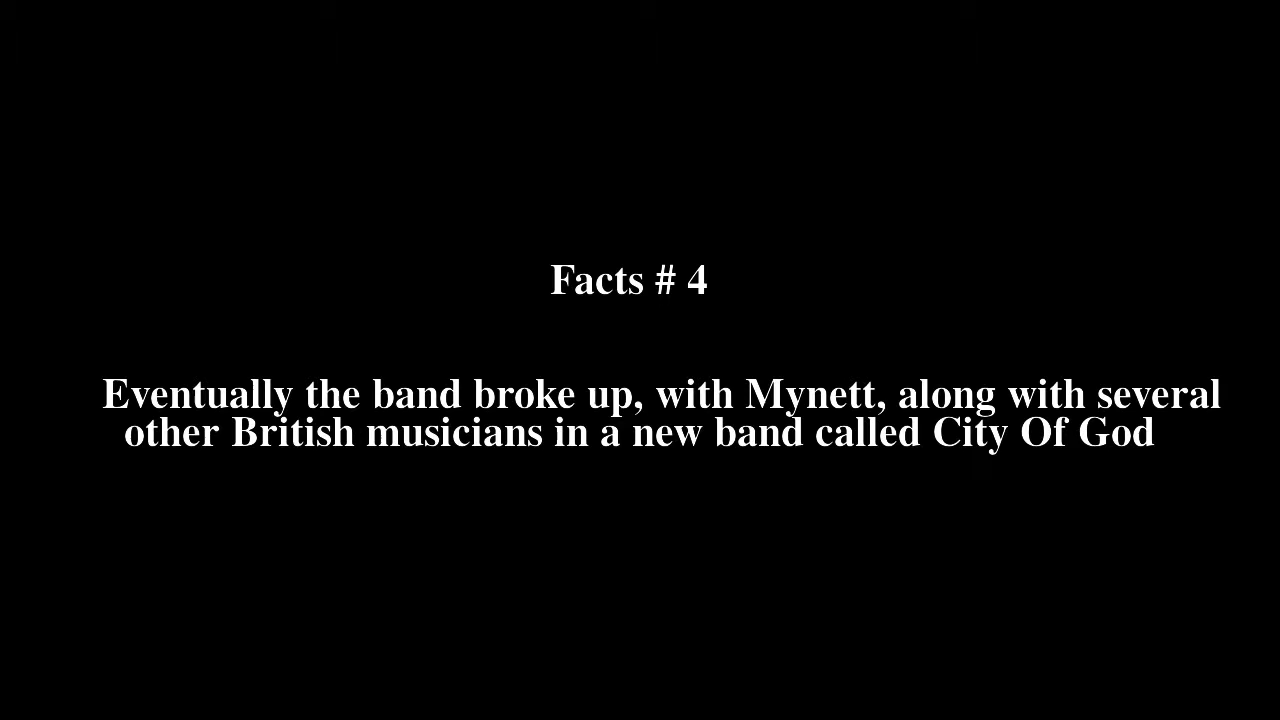 Facts # 4
Eventually the band broke up, with Mynett, along with several
other British musicians in a new band called City Of God